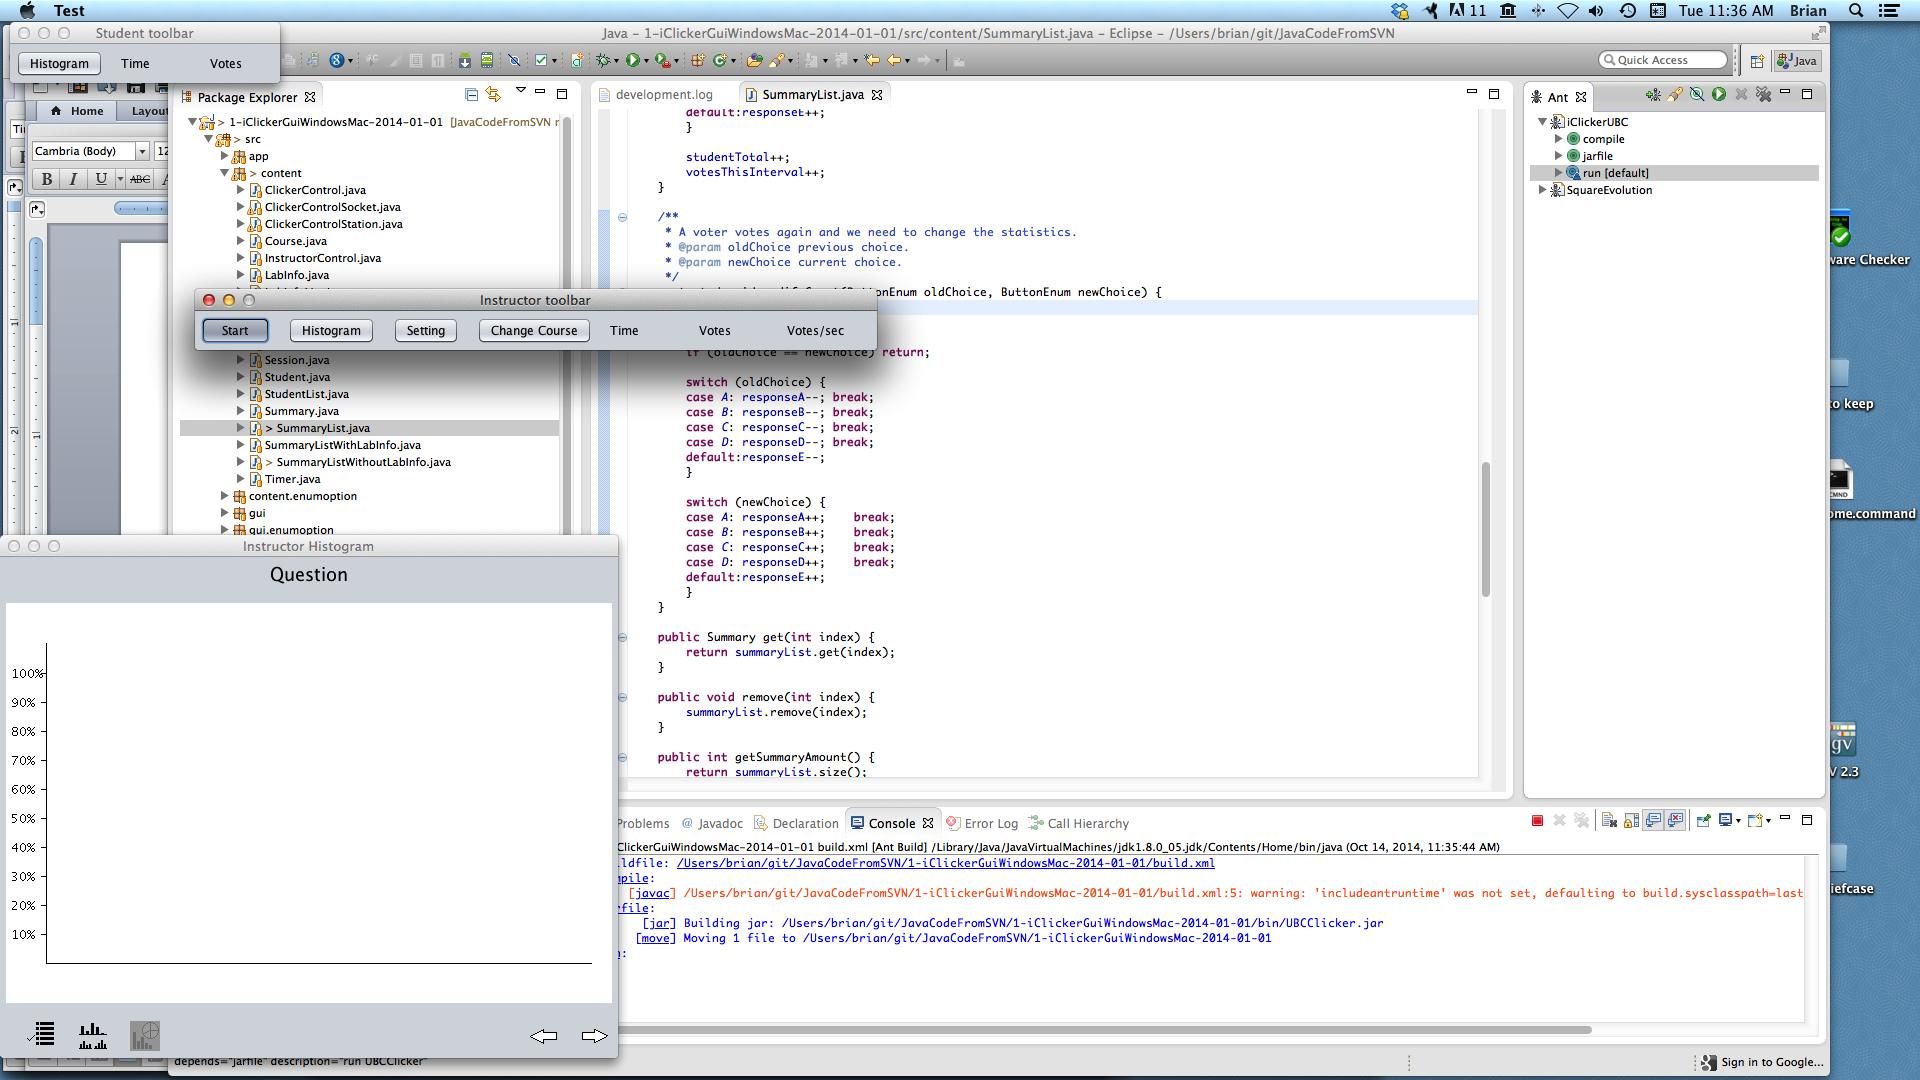 Test
11
Tue 11:36 AM
Brian
Student toolbar
Histogram
Time
Votes
Java – 1-iClickerGuiWindowsMac-2014-01-01/src/content/SummaryList.java – Eclipse – /Users/brian/git/JavaCodeFromSVN
Quick Access
Java
Home
Layou
Cambria (Body)
12
B I U ABC
Package Explorer
> 1-iClickerGuiWindowsMac-2014-01-01 [JavaCodeFromSVN r
> src
app
> content
ClickerControl.java
ClickerControlSocket.java
ClickerControlStation.java
Course.java
InstructorControl.java
LabInfo.java
Session.java
Student.java
StudentList.java
Summary.java
> SummaryList.java
SummaryListWithLabInfo.java
> SummaryListWithoutLabInfo.java
Timer.java
content.enumoption
gui
gui.enumoption
Instructor toolbar
Start
Histogram
Setting
Change Course
Time
Votes
Votes/sec
development.log
SummaryList.java
default:responseE++;
}
studentTotal++;
votesThisInterval++;
}
/**
* A voter votes again and we need to change the statistics.
* @param oldChoice previous choice.
* @param newChoice current choice.
*/
oldChoice, ButtonEnum newChoice) {
if (oldChoice == newChoice) return;
switch (oldChoice) {
case A: responseA--; break;
case B: responseB--; break;
case C: responseC--; break;
case D: responseD--; break;
default:responseE--;
}
switch (newChoice) {
case A: responseA++; break;
case B: responseB++; break;
case C: responseC++; break;
case D: responseD++; break;
default:responseE++;
}
}
public Summary get(int index) {
return summaryList.get(index);
}
public void remove(int index) {
summaryList.remove(index);
}
public int getSummaryAmount() {
return summaryList.size();
Ant
iClickerUBC
compile
jarfile
run [default]
SquareEvolution
ware Checker
to keep
CMND
ome.command
gv
V 2.3
iefcase
Instructor Histogram
Question
100%
90%
80%
70%
60%
50%
40%
30%
20%
10%
Problems
@ Javadoc
Declaration
Console
Error Log
Call Hierarchy
ClickerGuiWindowsMac-2014-01-01 build.xml [Ant Build] /Library/Java/JavaVirtualMachines/jdk1.8.0_05.jdk/Contents/Home/bin/java (Oct 14, 2014, 11:35:44 AM)
ildfile: /Users/brian/git/JavaCodeFromSVN/1-iClickerGuiWindowsMac-2014-01-01/build.xml
mpile:
[javac] /Users/brian/git/JavaCodeFromSVN/1-iClickerGuiWindowsMac-2014-01-01/build.xml:5: warning: 'includeantruntime' was not set, defaulting to build.sysclasspath=last
rfile:
[jar] Building jar: /Users/brian/git/JavaCodeFromSVN/1-iClickerGuiWindowsMac-2014-01-01/bin/UBCClicker.jar
[move] Moving 1 file to /Users/brian/git/JavaCodeFromSVN/1-iClickerGuiWindowsMac-2014-01-01
n:
depends="jarfile" description="run UBCClicker"
Sign in to Google...